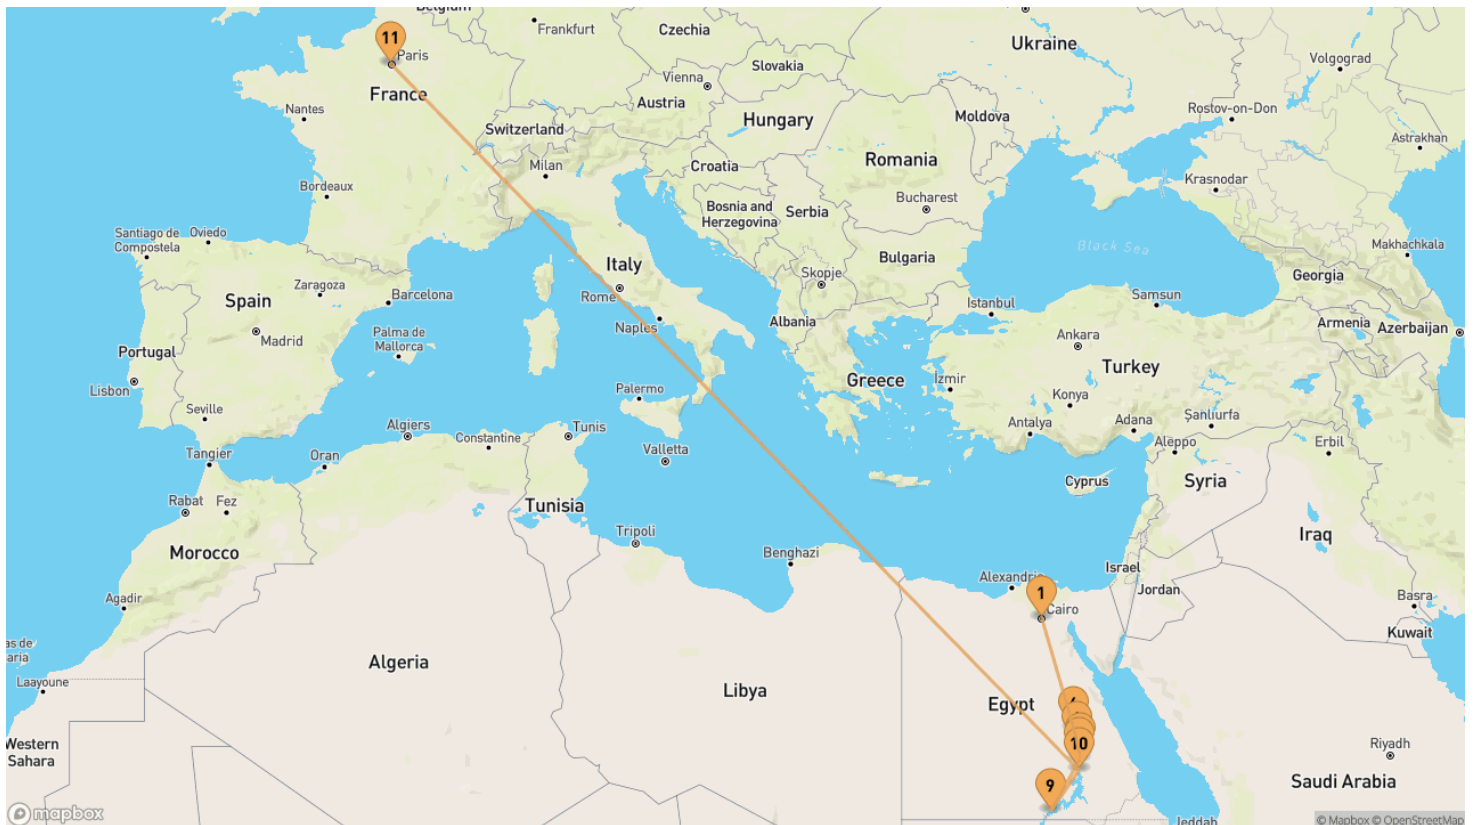 Belgium
Frankfurt
Czechia
Ukraine
11
Paris
France
Vienna
Slovakia
Volgograd
Austria
Nantes
Switzerland
Hungary
Moldova
Rostov-on-Don
Astrakhan
Milan
Croatia
Romania
Krasnodar
Bordeaux
Bosnia and
Herzegovina
Serbia
Bucharest
Santiago de
Compostela
Oviedo
Black Sea
Makhachkala
Italy
Skopje
Bulgaria
Georgia
Zaragoza
Barcelona
Spain
Rome
Istanbul
Samsun
Madrid
Palma de
Mallorca
Naples
Albania
Ankara
Armenia
Azerbaijan
Portugal
Lisbon
Greece
İzmir
Turkey
Palermo
Konya
Seville
Algiers
Constantine
Tunis
Antalya
Adana
Şanlıurfa
Tangier
Oran
Valletta
Aleppo
Erbil
Rabat
Fez
Tunisia
Cyprus
Syria
Morocco
Tripoli
Benghazi
Iraq
Agadir
Alexandria
Israel
Jordan
1
Cairo
Basra
Kuwait
as de
aria
Laayoune
Algeria
Libya
Egypt
Western
Sahara
10
Riyadh
9
Saudi Arabia
mapbox
Jeddah
© Mapbox © OpenStreetMap